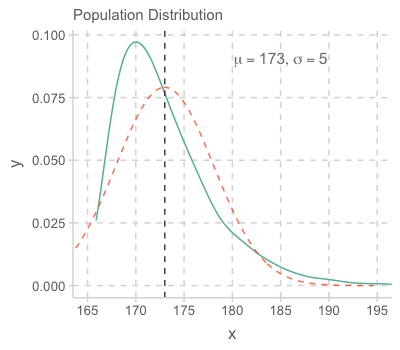 Population Distribution
μ = 173, σ = 5
0.100
0.075
0.050
0.025
0.000
y
165 170 175 180 185 190 195
x